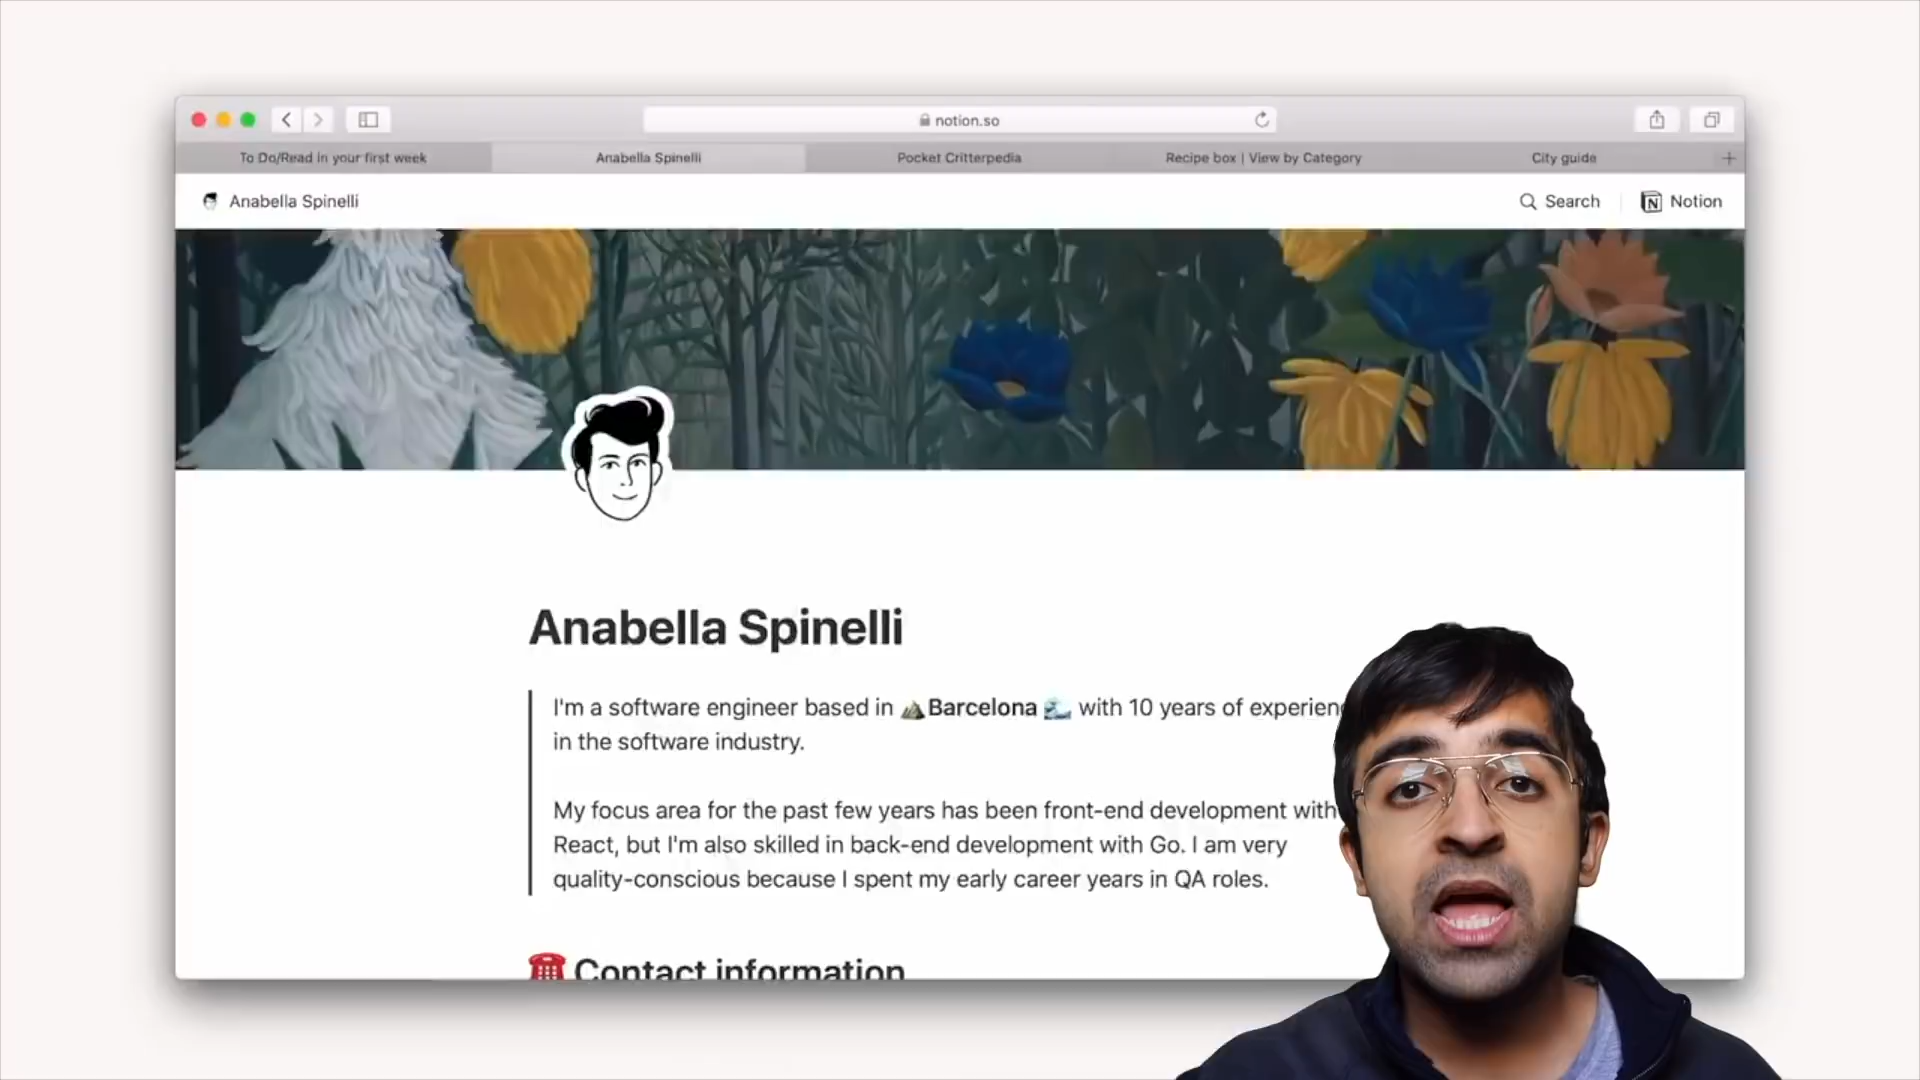 notion.so
To Do/Read in your first week
Anabella Spinelli
Pocket Critterpedia
Recipe box | View by Category
City guide
Anabella Spinelli
Search
Notion
Anabella Spinelli
I'm a software engineer based in Barcelona with 10 years of
in the software industry.
My focus area for the past few years has been front-end development with
React, but I'm also skilled in back-end development with Go. I am very
quality-conscious because I spent my early career years in QA roles.
Contact information